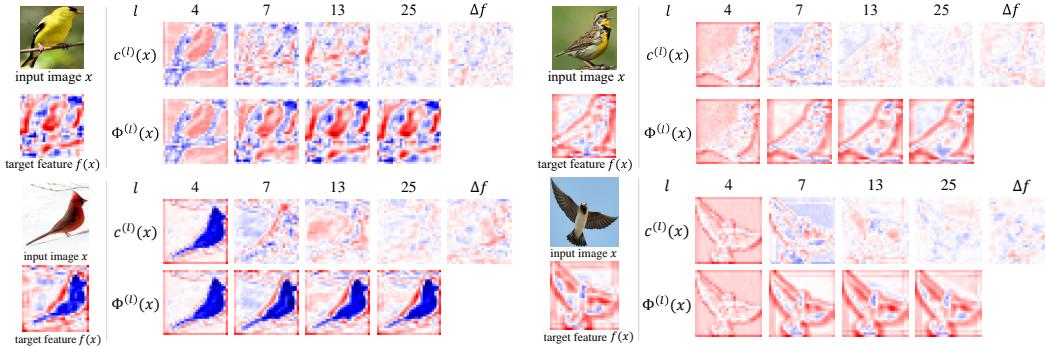 l 4 7 13 25 Δf
c⁽ˡ⁾(x)
input image x
Φ⁽ˡ⁾(x)
target feature f(x)
l 4 7 13 25 Δf
c⁽ˡ⁾(x)
input image x
Φ⁽ˡ⁾(x)
target feature f(x)
l 4 7 13 25 Δf
c⁽ˡ⁾(x)
input image x
Φ⁽ˡ⁾(x)
target feature f(x)
l 4 7 13 25 Δf
c⁽ˡ⁾(x)
input image x
Φ⁽ˡ⁾(x)
target feature f(x)